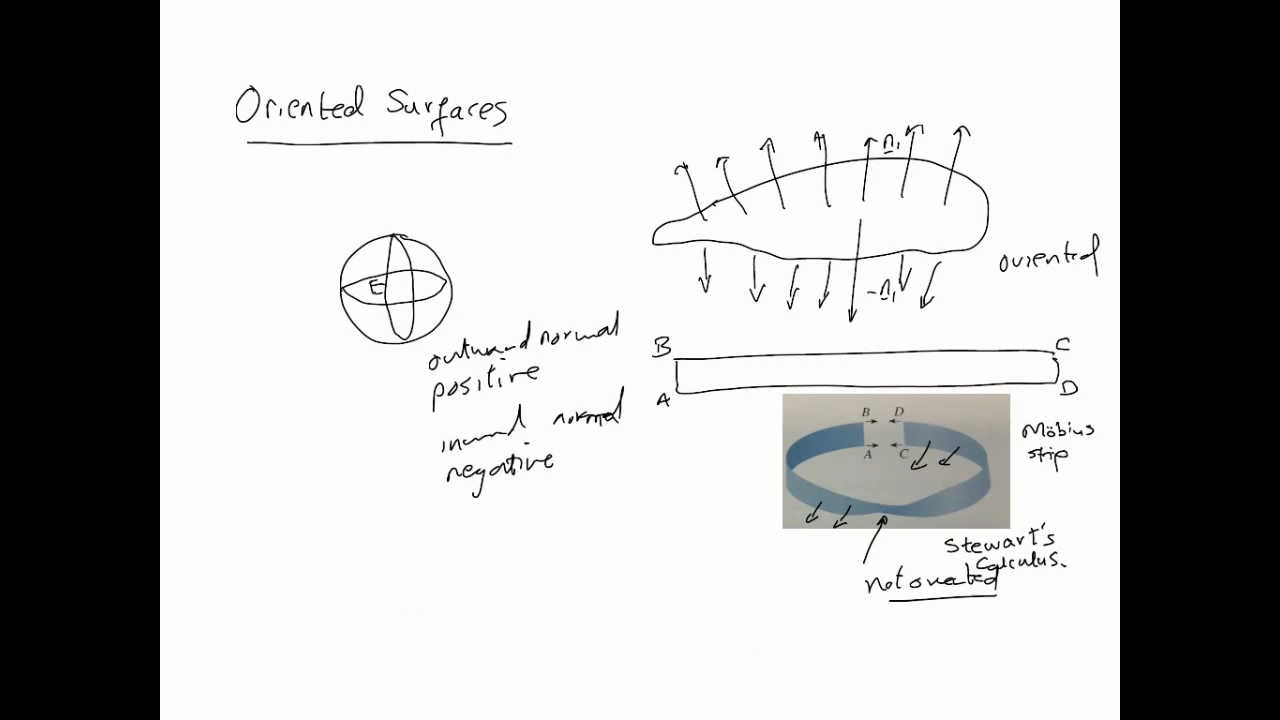 Oriented Surfaces
n₁
oriented
-n₁
E
outward normal
positive
inward normal
negative
B
C
A
D
B
D
A
C
Möbius
strip
Stewart's
Calculus.
not oriented